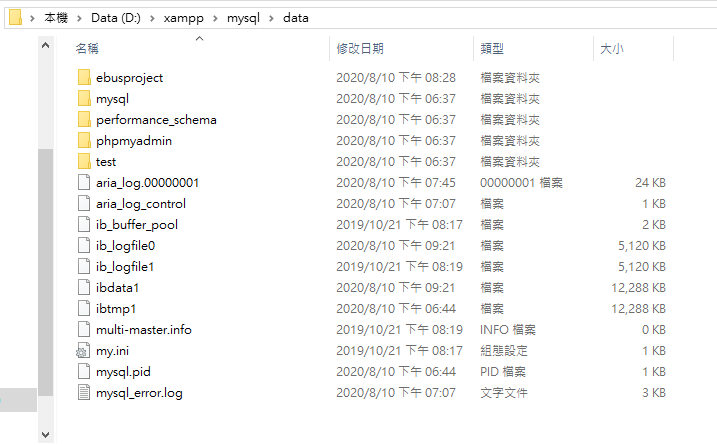 本機 > Data (D:) > xampp > mysql > data
名稱 修改日期 類型 大小
ebusproject 2020/8/10 下午 08:28 檔案資料夾
mysql 2020/8/10 下午 06:37 檔案資料夾
performance_schema 2020/8/10 下午 06:37 檔案資料夾
phpmyadmin 2020/8/10 下午 06:37 檔案資料夾
test 2020/8/10 下午 06:37 檔案資料夾
aria_log.00000001 2020/8/10 下午 07:45 00000001 檔案 24 KB
aria_log_control 2020/8/10 下午 07:07 檔案 1 KB
ib_buffer_pool 2019/10/21 下午 08:17 檔案 2 KB
ib_logfile0 2020/8/10 下午 09:21 檔案 5,120 KB
ib_logfile1 2019/10/21 下午 08:19 檔案 5,120 KB
ibdata1 2020/8/10 下午 09:21 檔案 12,288 KB
ibtmp1 2020/8/10 下午 06:44 檔案 12,288 KB
multi-master.info 2019/10/21 下午 08:19 INFO 檔案 0 KB
my.ini 2019/10/21 下午 08:17 組態設定 1 KB
mysql.pid 2020/8/10 下午 06:44 PID 檔案 1 KB
mysql_error.log 2020/8/10 下午 07:07 文字文件 3 KB